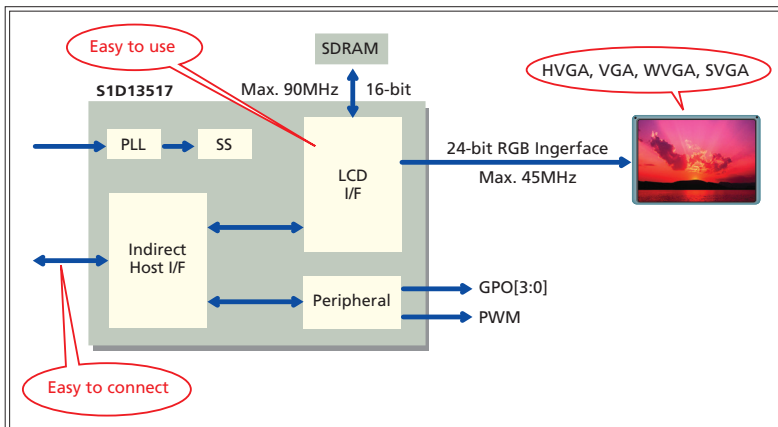 Easy to use
SDRAM
HVGA, VGA, WVGA, SVGA
S1D13517
Max. 90MHz
16-bit
PLL
SS
LCD
I/F
24-bit RGB Ingerface
Max. 45MHz
Indirect
Host I/F
Peripheral
GPO[3:0]
PWM
Easy to connect